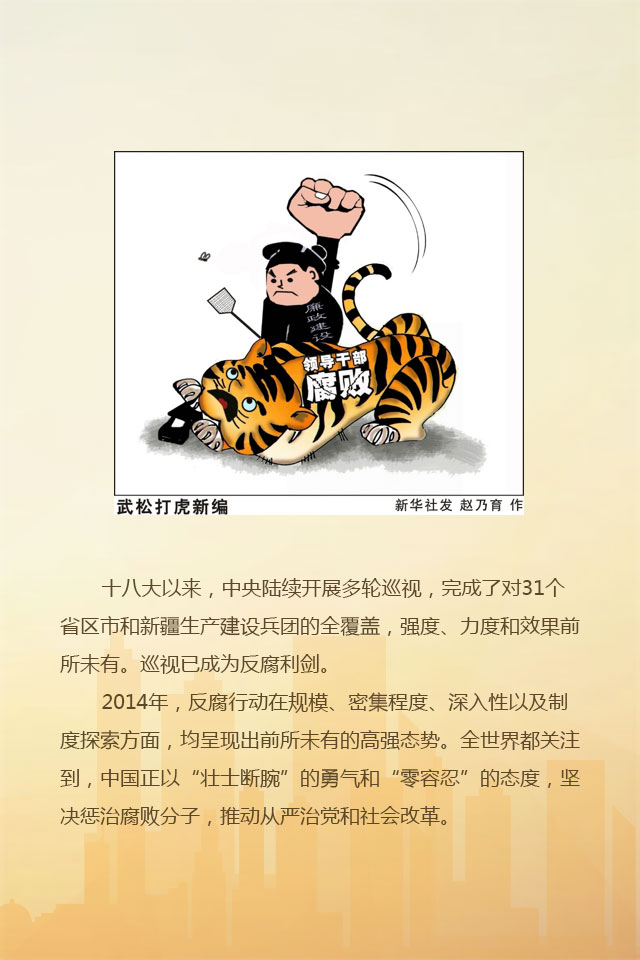 廉政建设
领导干部
腐败
武松打虎新编
新华社发 赵乃育 作
十八大以来，中央陆续开展多轮巡视，完成了对31个
省区市和新疆生产建设兵团的全覆盖，强度、力度和效果前
所未有。巡视已成为反腐利剑。
2014年，反腐行动在规模、密集程度、深入性以及制
度探索方面，均呈现出前所未有的高强态势。全世界都关注
到，中国正以“壮士断腕”的勇气和“零容忍”的态度，坚
决惩治腐败分子，推动从严治党和社会改革。